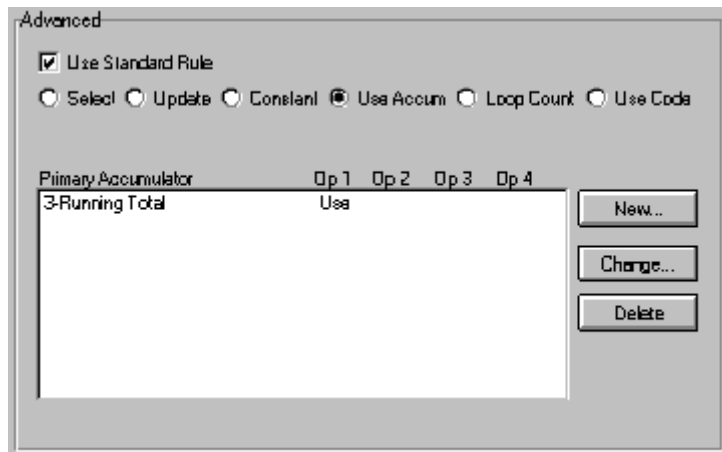 Advanced
Use Standard Rule
Select Update Constant Use Accum Loop Count Use Code
Primary Accumulator Op 1 Op 2 Op 3 Op 4
3-Running Total Use
New...
Change...
Delete